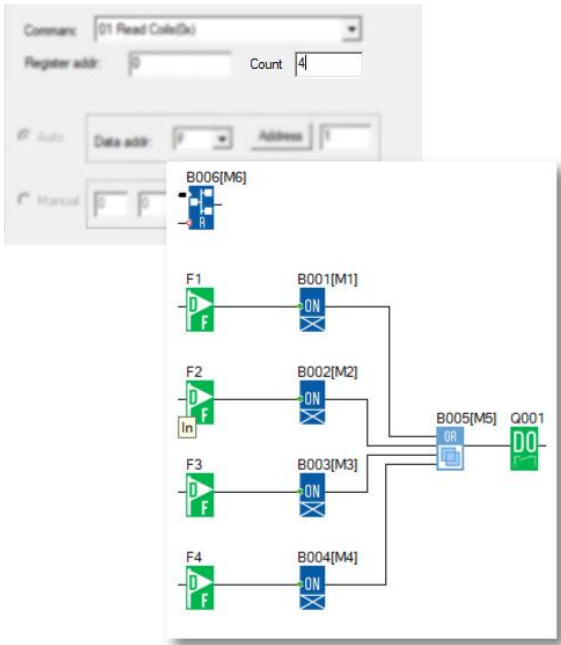 Comman: 01 Read Coils(0x)
Register addr: 0 Count 4
Auto Data addr: F Address 1
Manual 0 0
B006[M6]
R
F1 B001[M1]
D F ON
F2 B002[M2]
D F ON
In
B005[M5] Q001
OR DO
F3 B003[M3]
D F ON
F4 B004[M4]
D F ON